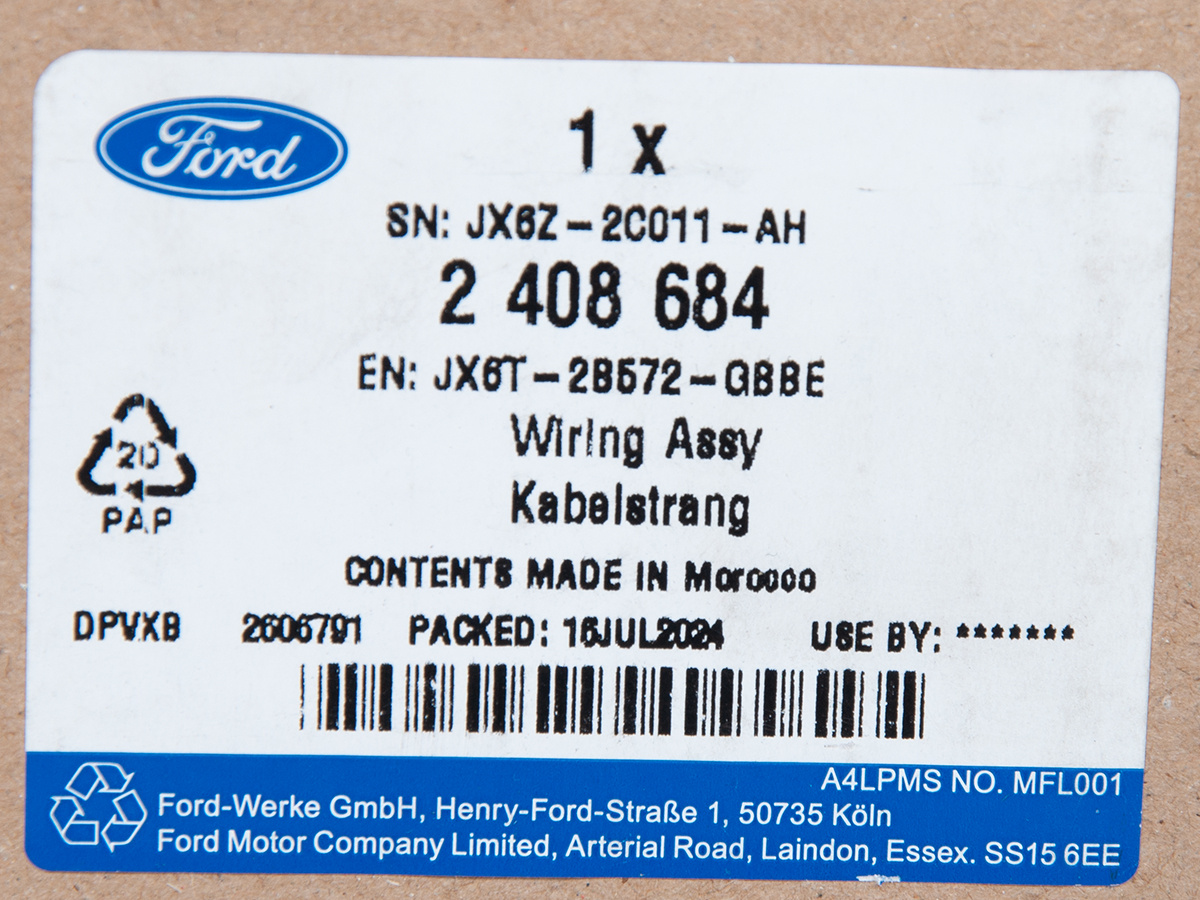 Ford
1 x
SN: JX6Z-2C011-AH
2 408 684
EN: JX6T-2B572-GBBE
Wiring Assy
Kabelstrang
20
PAP
CONTENTS MADE IN Morocco
DPVXB 2606791 PACKED: 16JUL2024 USE BY: *******
A4LPMS NO. MFL001
Ford-Werke GmbH, Henry-Ford-Straße 1, 50735 Köln
Ford Motor Company Limited, Arterial Road, Laindon, Essex. SS15 6EE